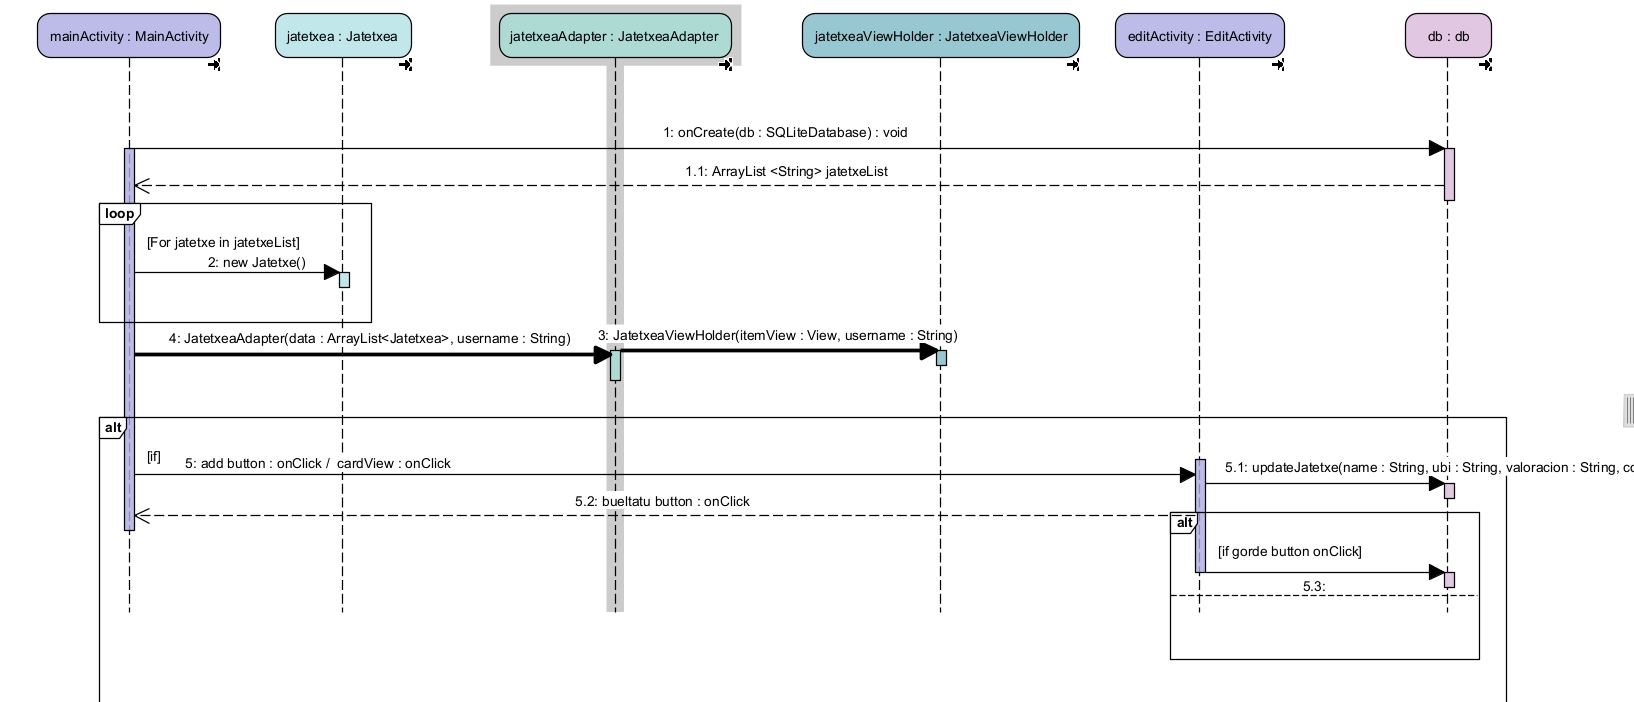 mainActivity : MainActivity
jatetxea : Jatetxea
jatetxeaAdapter : JatetxeaAdapter
jatetxeaViewHolder : JatetxeaViewHolder
editActivity : EditActivity
db : db
1: onCreate(db : SQLiteDatabase) : void
1.1: ArrayList <String> jatetxeList
loop
[For jatetxe in jatetxeList]
2: new Jatetxe()
4: JatetxeaAdapter(data : ArrayList<Jatetxea>, username : String)
3: JatetxeaViewHolder(itemView : View, username : String)
alt
[if]
5: add button : onClick / cardView : onClick
5.1: updateJatetxe(name : String, ubi : String, valoracion : String,
5.2: bueltatu button : onClick
alt
[if gorde button onClick]
5.3: